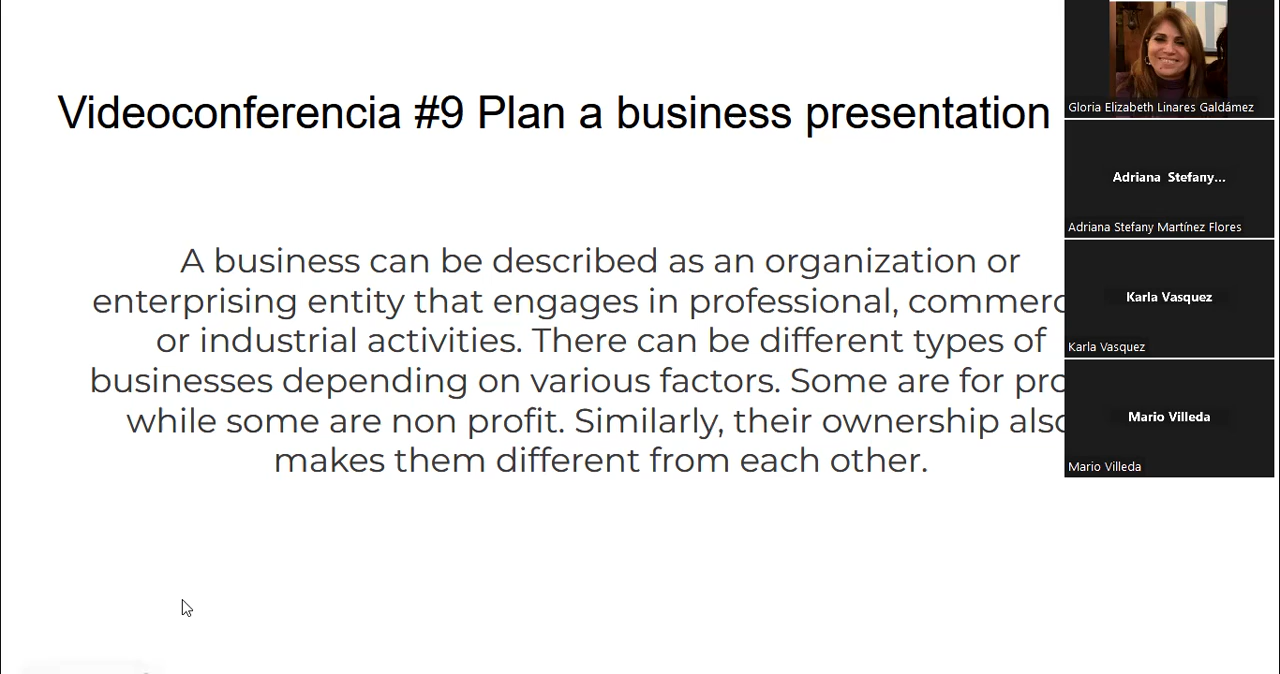 Videoconferencia #9 Plan a business presentation
A business can be described as an organization or
enterprising entity that engages in professional,
or industrial activities. There can be different types of
businesses depending on various factors. Some are for
while some are non profit. Similarly, their ownership also
makes them different from each other.
Gloria Elizabeth Linares Galdámez
Adriana Stefany...
Adriana Stefany Martínez Flores
Karla Vasquez
Karla Vasquez
Mario Villeda
Mario Villeda